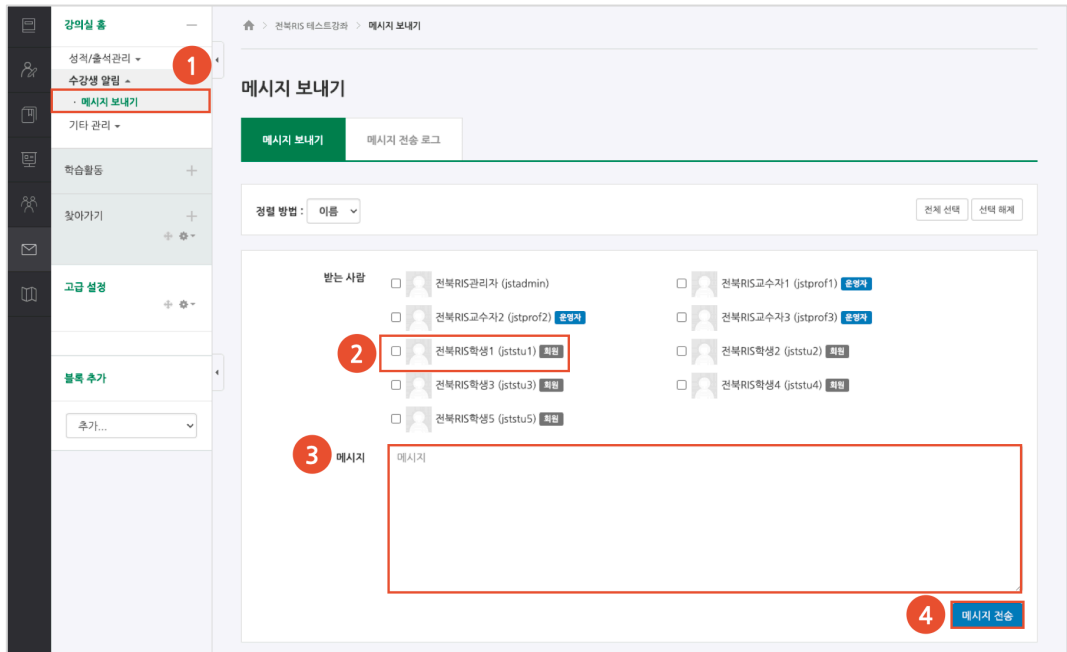 강의실 홈
성적/출석관리
수강생 알림
· 메시지 보내기
기타 관리
학습활동
찾아가기
고급 설정
블록 추가
추가...
1
전북RIS 테스트강좌 > 메시지 보내기
메시지 보내기
메시지 보내기 메시지 전송 로그
정렬 방법 : 이름 전체 선택 선택 해제
받는 사람
전북RIS관리자 (jstadmin) 전북RIS교수자1 (jstprof1) 운영자
전북RIS교수자2 (jstprof2) 운영자 전북RIS교수자3 (jstprof3) 운영자
2 전북RIS학생1 (jststu1) 회원 전북RIS학생2 (jststu2) 회원
전북RIS학생3 (jststu3) 회원 전북RIS학생4 (jststu4) 회원
전북RIS학생5 (jststu5) 회원
3 메시지 메시지
4 메시지 전송